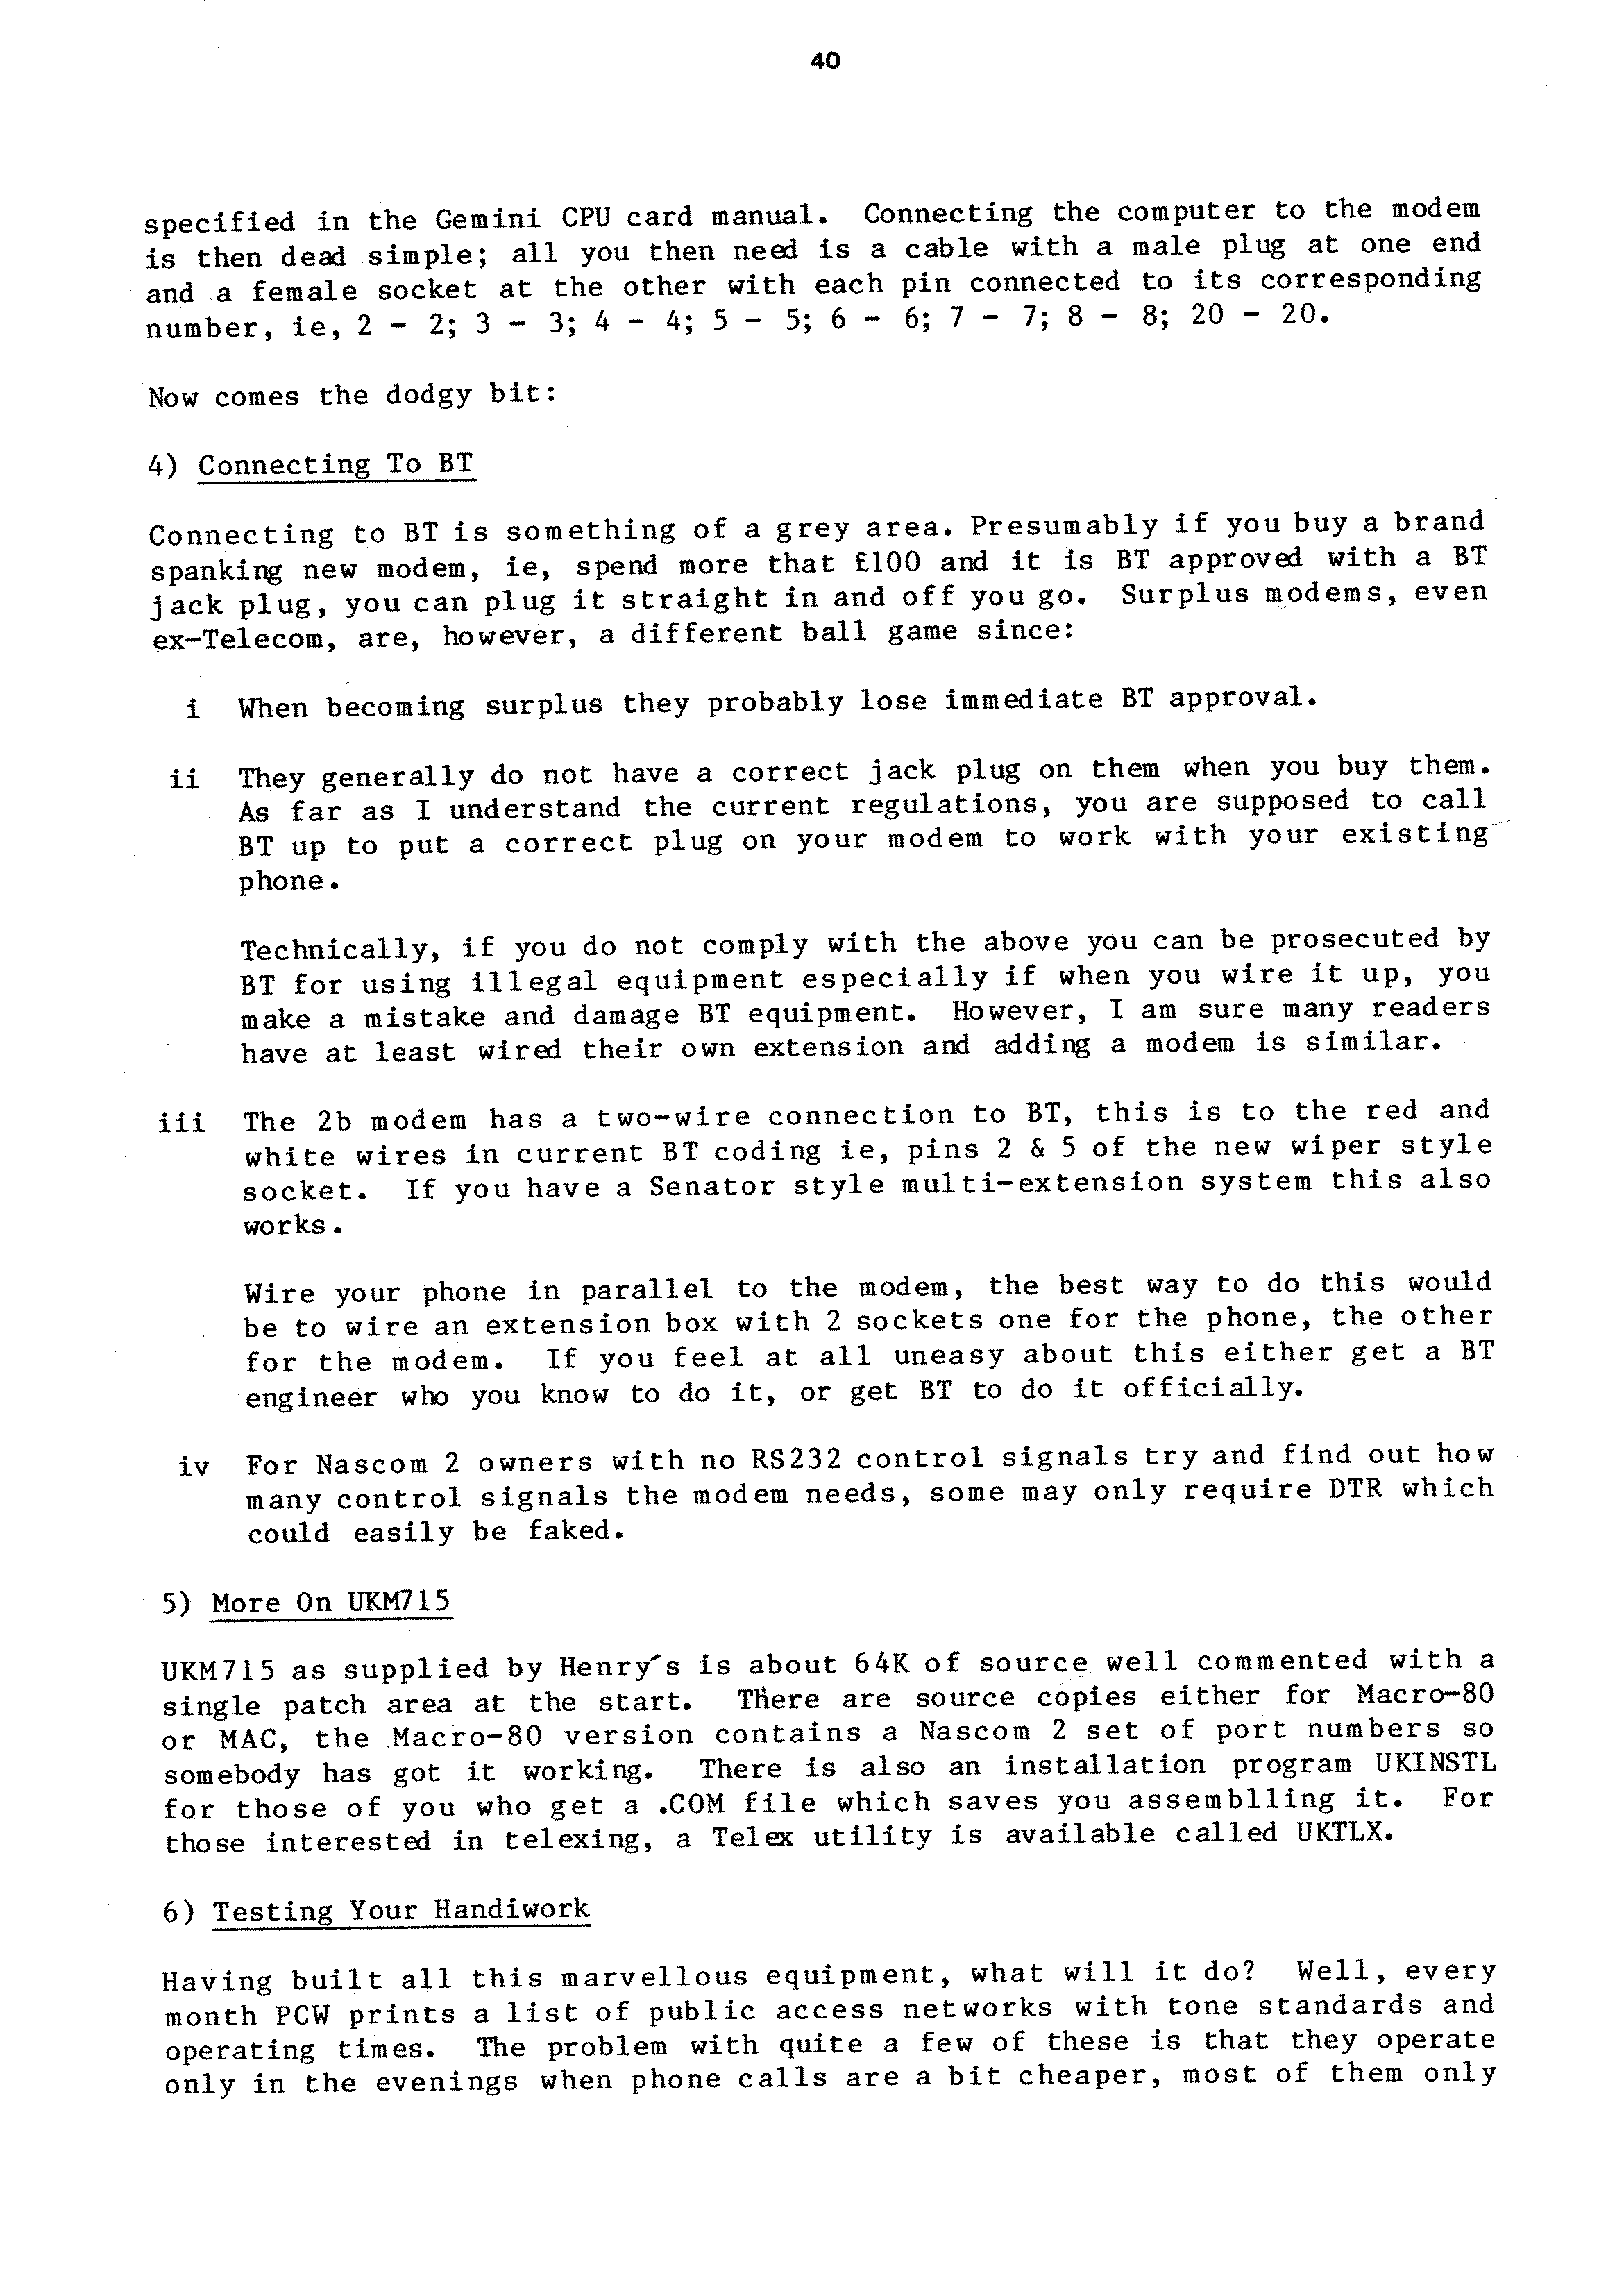 40
specified in the Gemini CPU card manual. Connecting the computer to the modem
is then dead simple; all you then need is a cable with a male plug at one end
and a female socket at the other with each pin connected to its corresponding
number, ie, 2 - 2; 3 - 3; 4 - 4; 5 - 5; 6 - 6; 7 - 7; 8 - 8; 20 - 20.
Now comes the dodgy bit:
4) Connecting To BT
Connecting to BT is something of a grey area. Presumably if you buy a brand
spanking new modem, ie, spend more that £100 and it is BT approved with a BT
jack plug, you can plug it straight in and off you go. Surplus modems, even
ex-Telecom, are, however, a different ball game since:
i When becoming surplus they probably lose immediate BT approval.
ii They generally do not have a correct jack plug on them when you buy them.
As far as I understand the current regulations, you are supposed to call
BT up to put a correct plug on your modem to work with your existing
phone.
Technically, if you do not comply with the above you can be prosecuted by
BT for using illegal equipment especially if when you wire it up, you
make a mistake and damage BT equipment. However, I am sure many readers
have at least wired their own extension and adding a modem is similar.
iii The 2b modem has a two-wire connection to BT, this is to the red and
white wires in current BT coding ie, pins 2 & 5 of the new wiper style
socket. If you have a Senator style multi-extension system this also
works.
Wire your phone in parallel to the modem, the best way to do this would
be to wire an extension box with 2 sockets one for the phone, the other
for the modem. If you feel at all uneasy about this either get a BT
engineer who you know to do it, or get BT to do it officially.
iv For Nascom 2 owners with no RS232 control signals try and find out how
many control signals the modem needs, some may only require DTR which
could easily be faked.
5) More On UKM715
UKM715 as supplied by Henry's is about 64K of source well commented with a
single patch area at the start. There are source copies either for Macro-80
or MAC, the Macro-80 version contains a Nascom 2 set of port numbers so
somebody has got it working. There is also an installation program UKINSTL
for those of you who get a .COM file which saves you assemblling it. For
those interested in telexing, a Telex utility is available called UKTLX.
6) Testing Your Handiwork
Having built all this marvellous equipment, what will it do? Well, every
month PCW prints a list of public access networks with tone standards and
operating times. The problem with quite a few of these is that they operate
only in the evenings when phone calls are a bit cheaper, most of them only